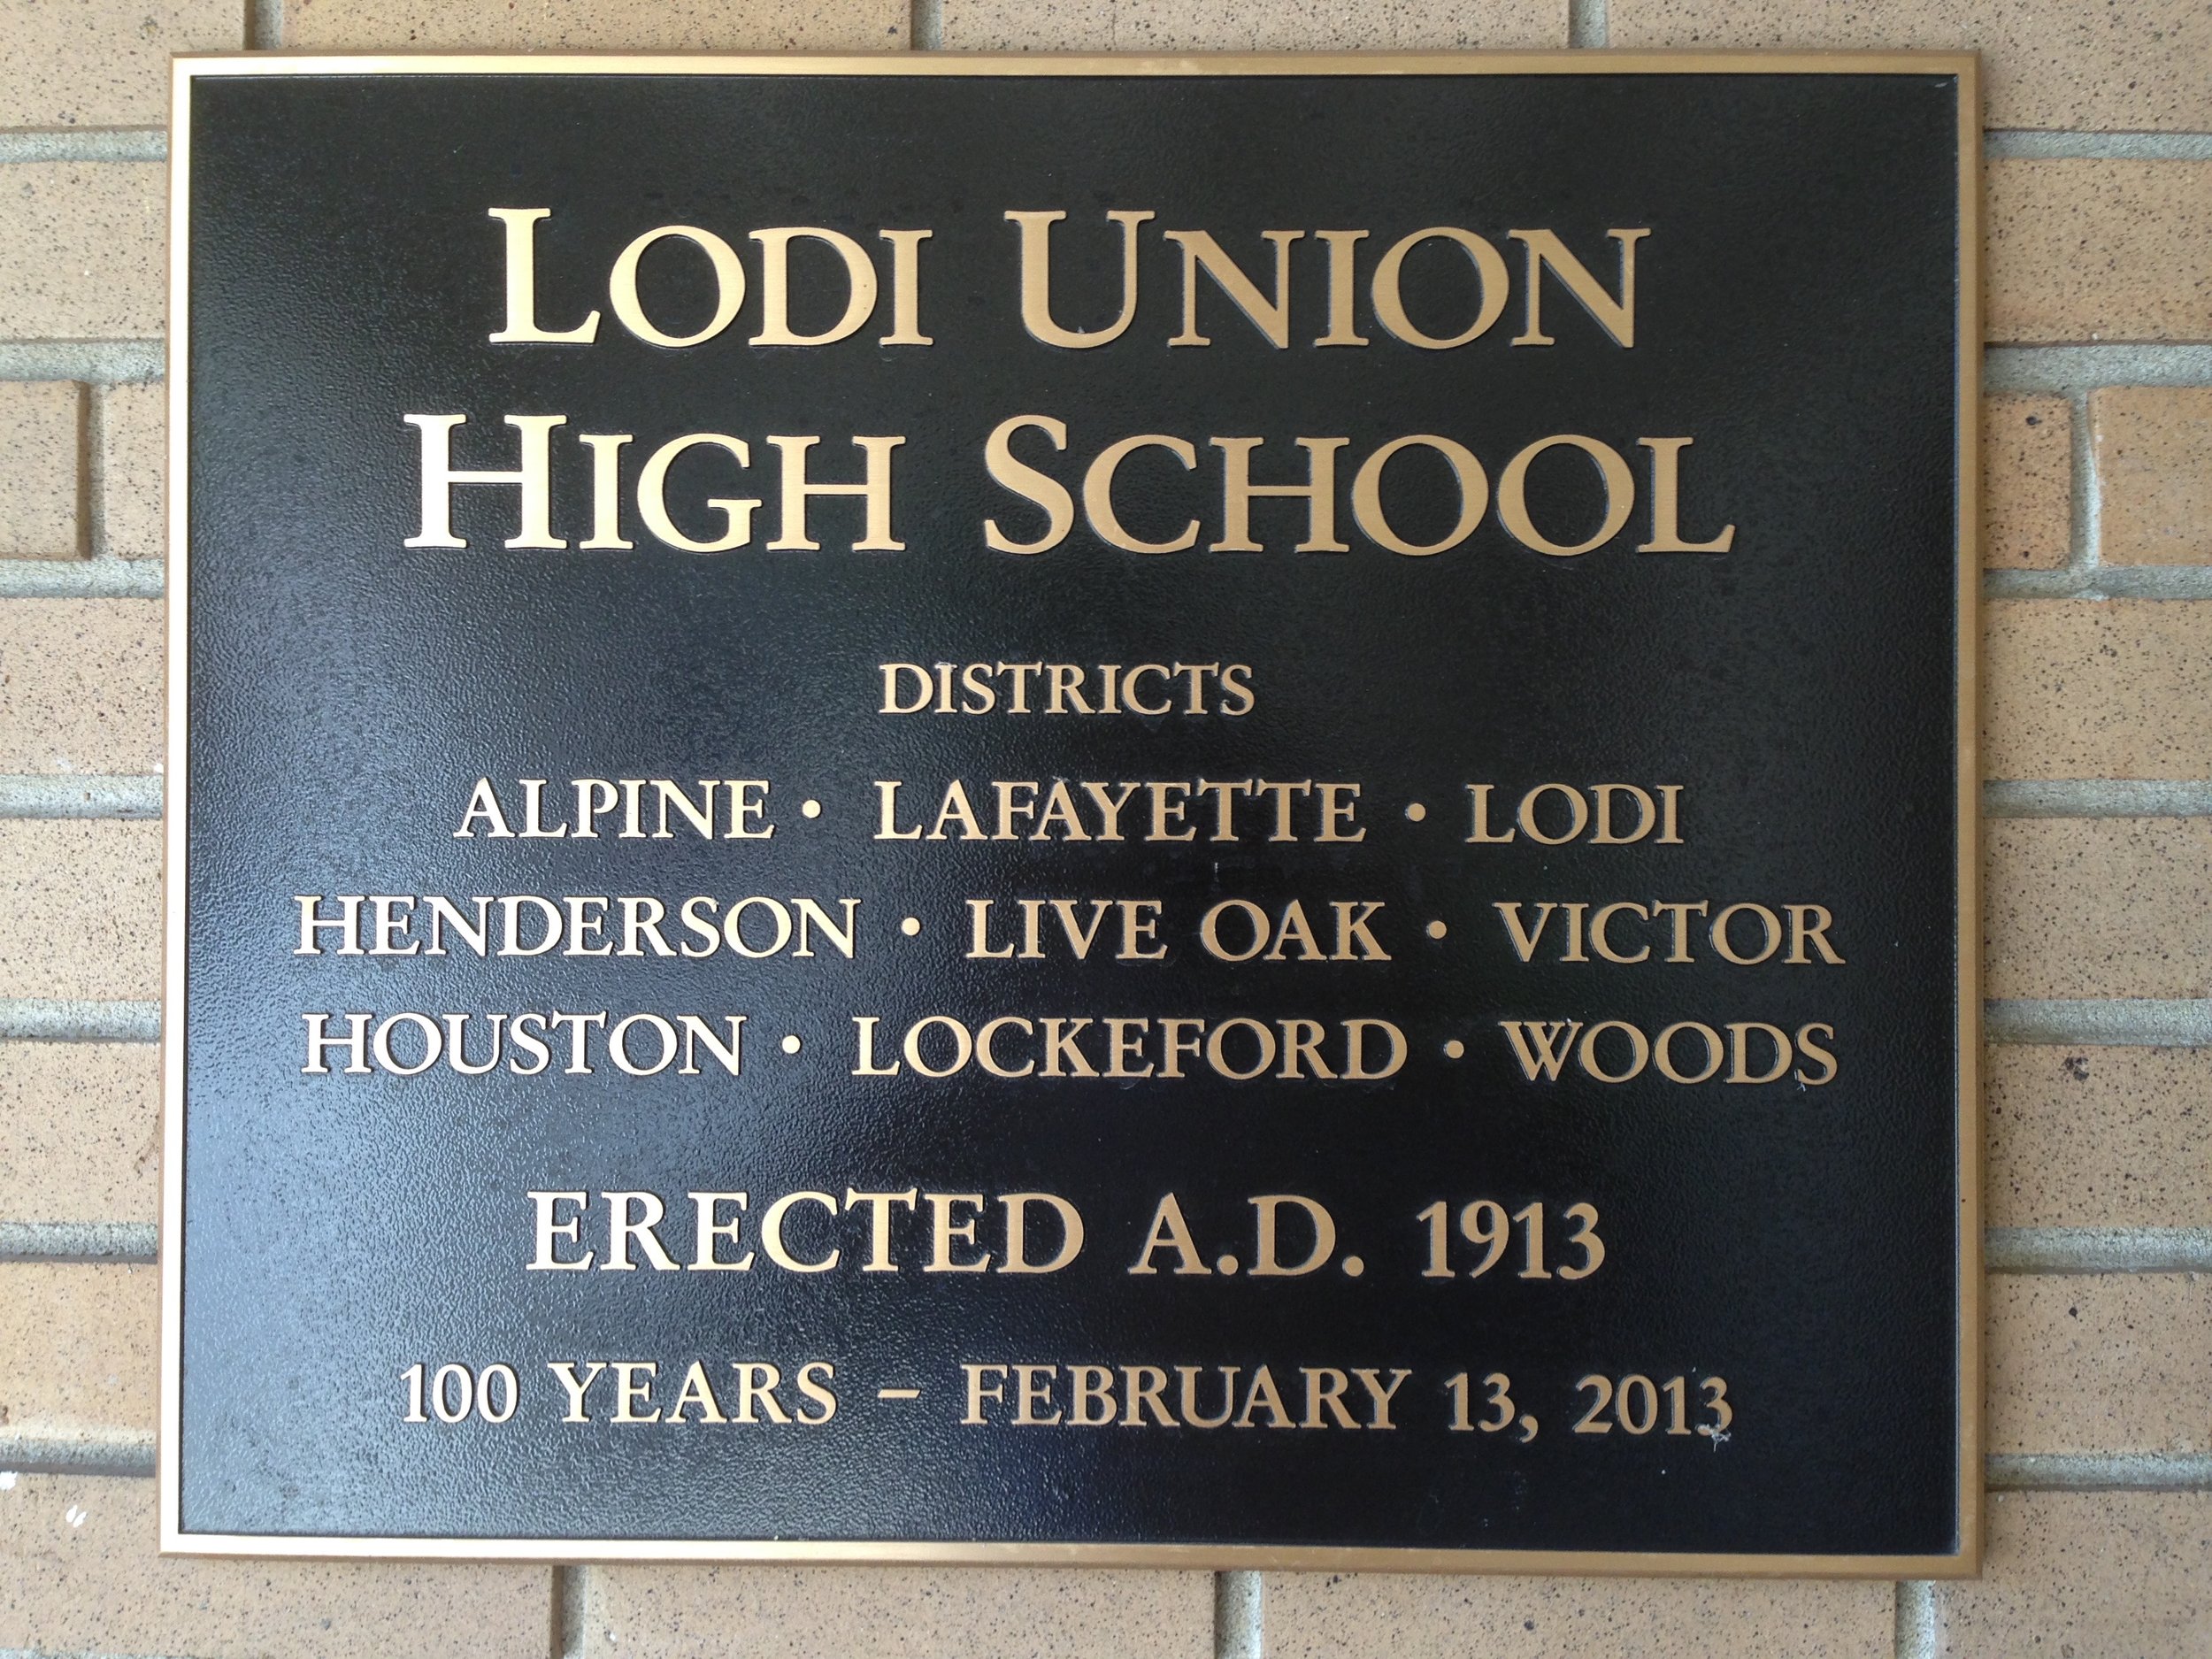 LODI UNION
HIGH SCHOOL
DISTRICTS
ALPINE • LAFAYETTE • LODI
HENDERSON • LIVE OAK • VICTOR
HOUSTON • LOCKEFORD • WOODS
ERECTED A.D. 1913
100 YEARS – FEBRUARY 13, 2013